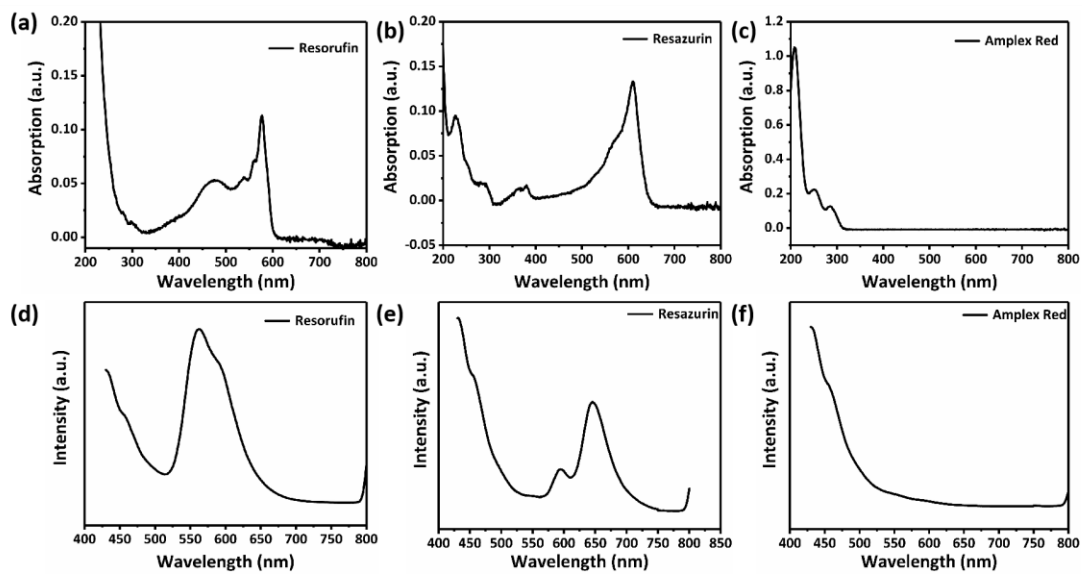 (a)
Resorufin
0.20
0.15
0.10
0.05
0.00
Absorption (a.u.)
200 300 400 500 600 700 800
Wavelength (nm)
(b)
Resazurin
0.20
0.15
0.10
0.05
0.00
-0.05
Absorption (a.u.)
200 300 400 500 600 700 800
Wavelength (nm)
(c)
Amplex Red
1.2
1.0
0.8
0.6
0.4
0.2
0.0
Absorption (a.u.)
200 300 400 500 600 700 800
Wavelength (nm)
(d)
Resorufin
Intensity (a.u.)
400 450 500 550 600 650 700 750 800
Wavelength (nm)
(e)
Resazurin
Intensity (a.u.)
400 450 500 550 600 650 700 750 800 850
Wavelength (nm)
(f)
Amplex Red
Intensity (a.u.)
400 450 500 550 600 650 700 750 800
Wavelength (nm)